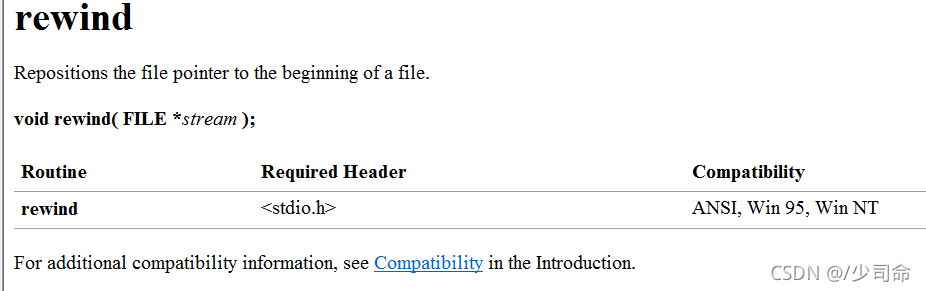 rewind
Repositions the file pointer to the beginning of a file.
void rewind( FILE *stream );
Routine Required Header Compatibility
rewind <stdio.h> ANSI, Win 95, Win NT
For additional compatibility information, see Compatibility in the Introduction.
CSDN @/少司命